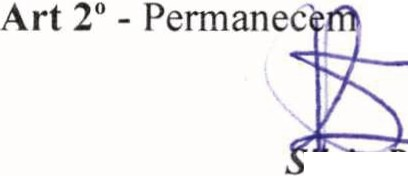 Art 2º - Permanecem